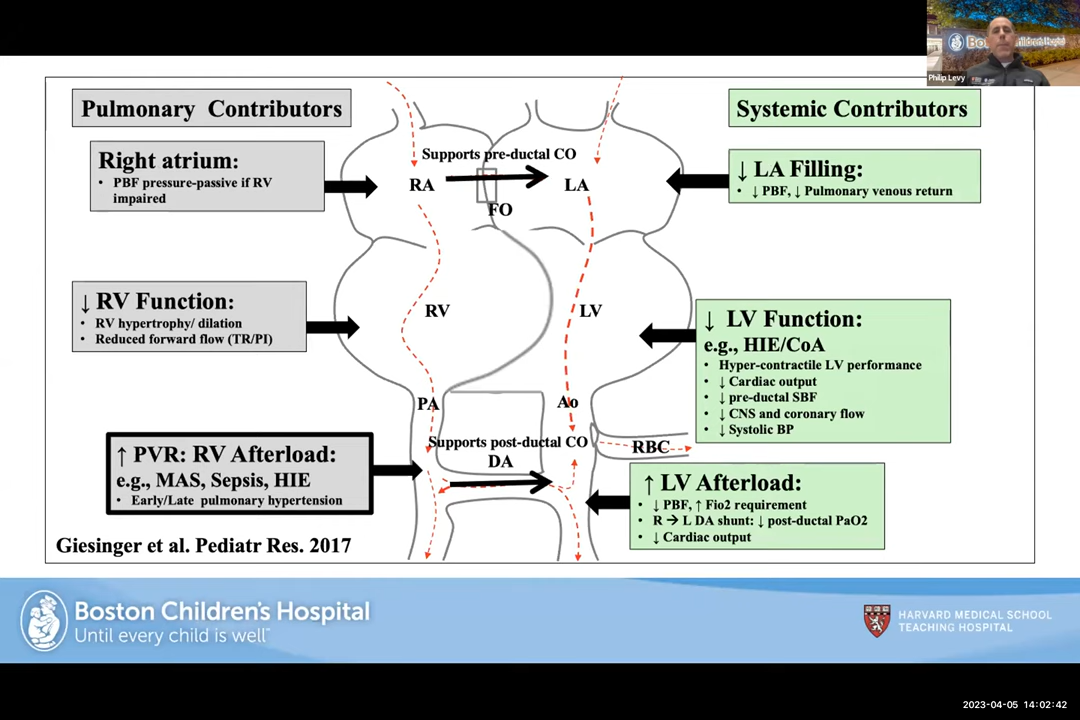 Boston Children's Hospital
Philip Levy
Pulmonary Contributors
Systemic Contributors
Right atrium:
• PBF pressure-passive if RV
impaired
Supports pre-ductal CO
RA
LA
FO
↓ LA Filling:
• ↓ PBF, ↓ Pulmonary venous return
↓ RV Function:
• RV hypertrophy/ dilation
• Reduced forward flow (TR/PI)
RV
LV
↓ LV Function:
e.g., HIE/CoA
• Hyper-contractile LV performance
• ↓ Cardiac output
• ↓ pre-ductal SBF
• ↓ CNS and coronary flow
• ↓ Systolic BP
PA
Ao
Supports post-ductal CO
DA
RBC
↑ PVR: RV Afterload:
e.g., MAS, Sepsis, HIE
• Early/Late pulmonary hypertension
↑ LV Afterload:
• ↓ PBF, ↑ Fio2 requirement
• R → L DA shunt: ↓ post-ductal PaO2
• ↓ Cardiac output
Giesinger et al. Pediatr Res. 2017
Boston Children's Hospital
Until every child is well™
HARVARD MEDICAL SCHOOL
TEACHING HOSPITAL
2023-04-05 14:02:42